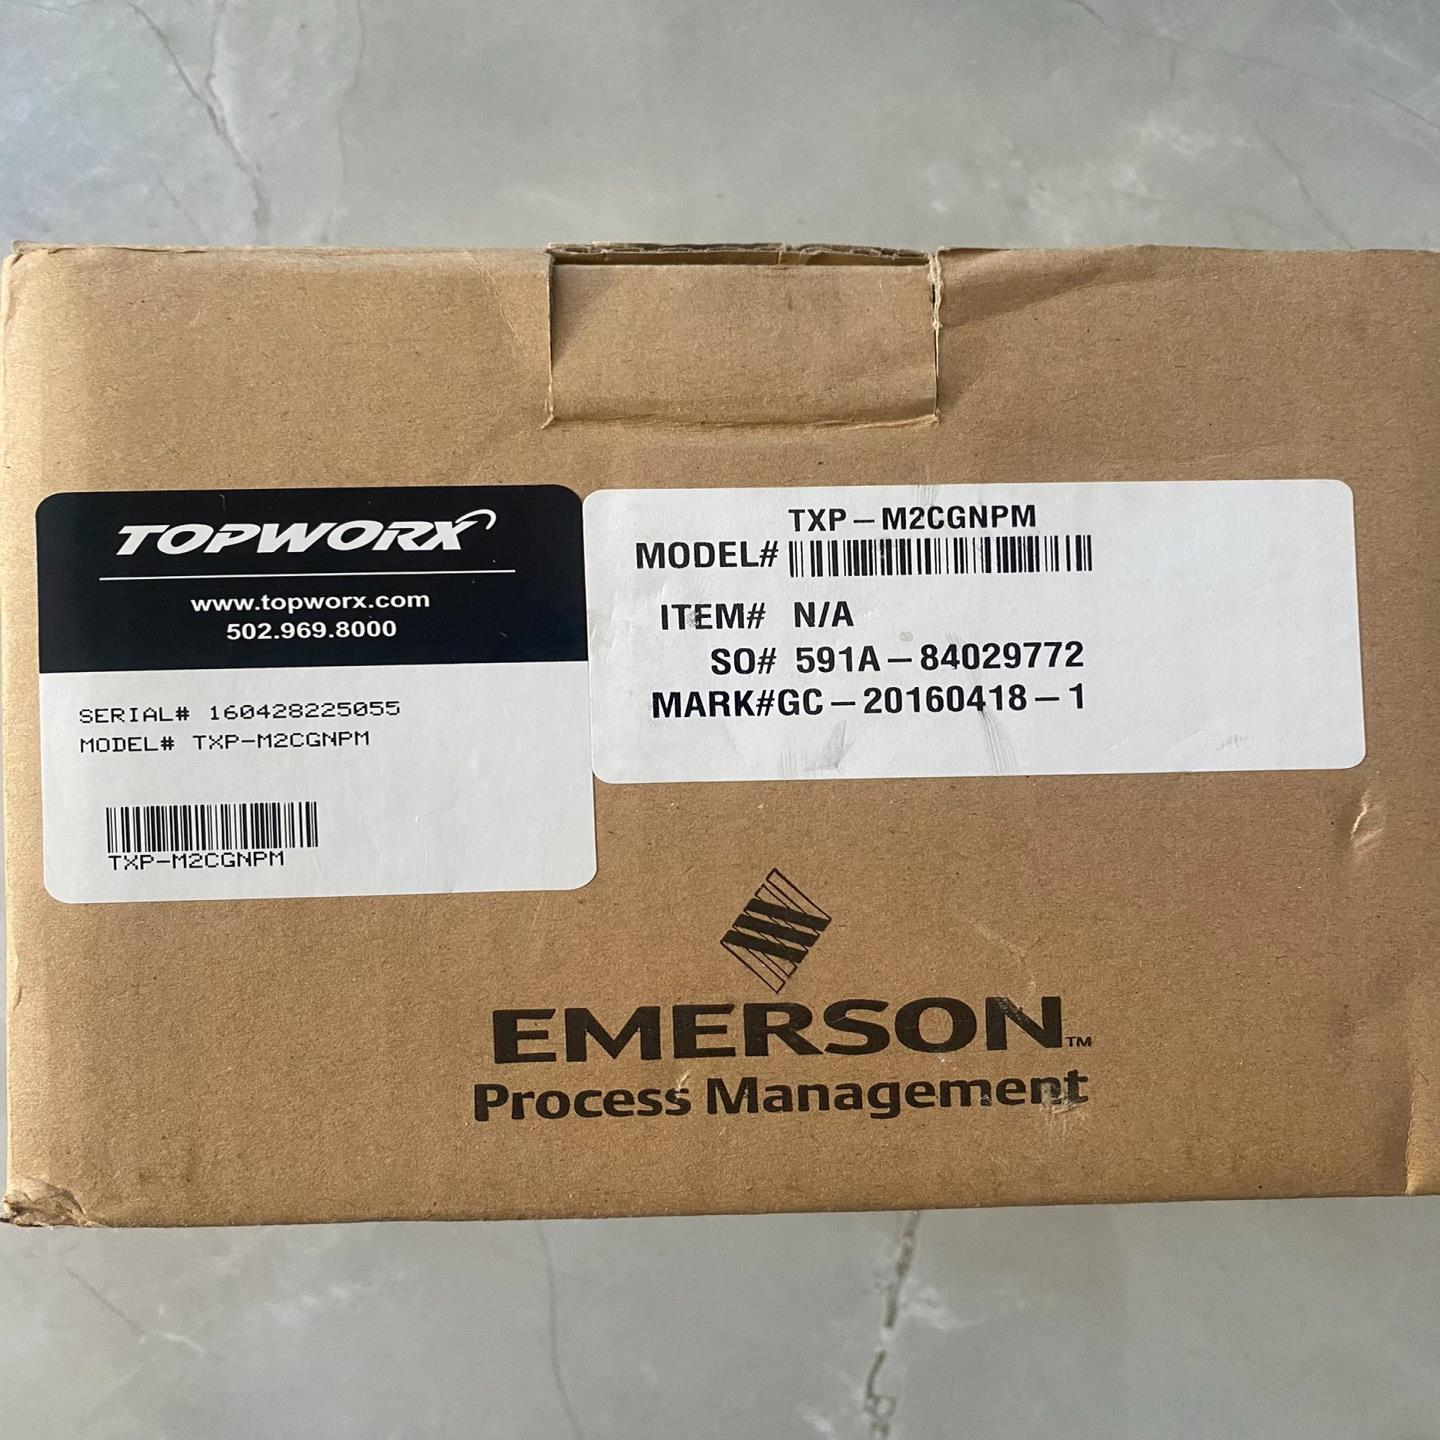 TOPWORX
www.topworx.com
502.969.8000
SERIAL# 160428225055
MODEL# TXP-M2CGNPM
TXP-M2CGNPM
TXP-M2CGNPM
MODEL#
ITEM# N/A
SO# 591A-84029772
MARK#GC-20160418-1
EMERSON™
Process Management